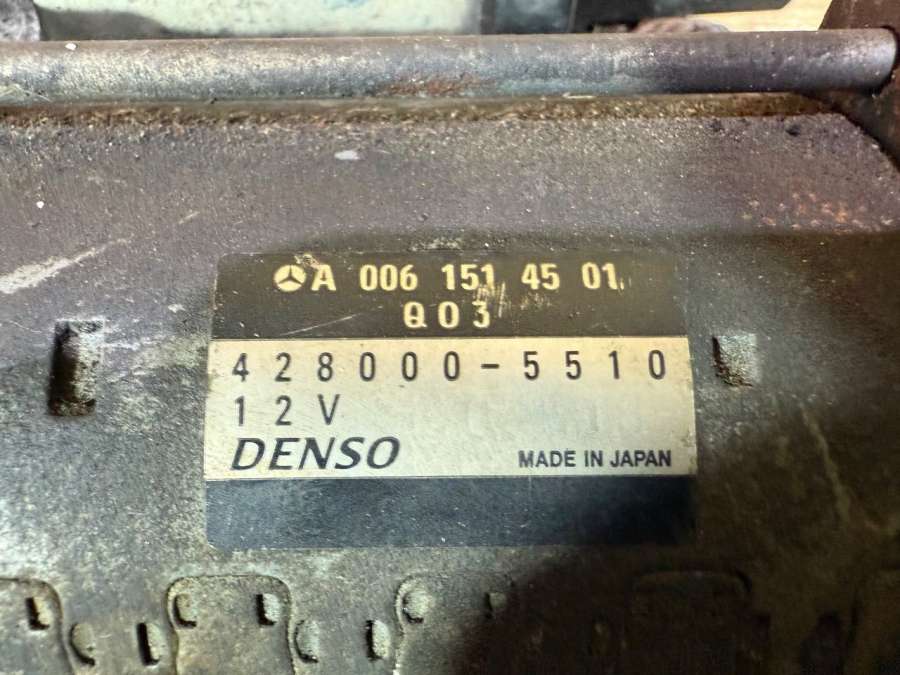 A 006 151 45 01
Q03
428000-5510
12V
DENSO
MADE IN JAPAN